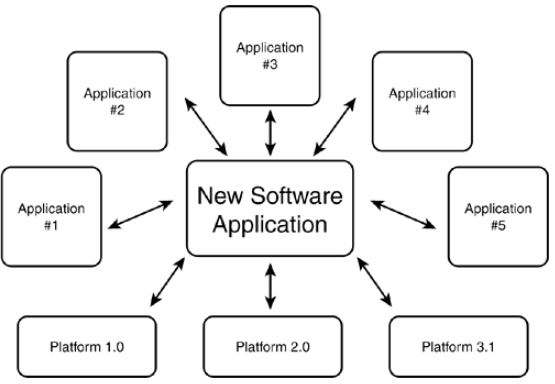 Application
#3
Application
#2
Application
#4
New Software
Application
Application
#1
Application
#5
Platform 1.0
Platform 2.0
Platform 3.1